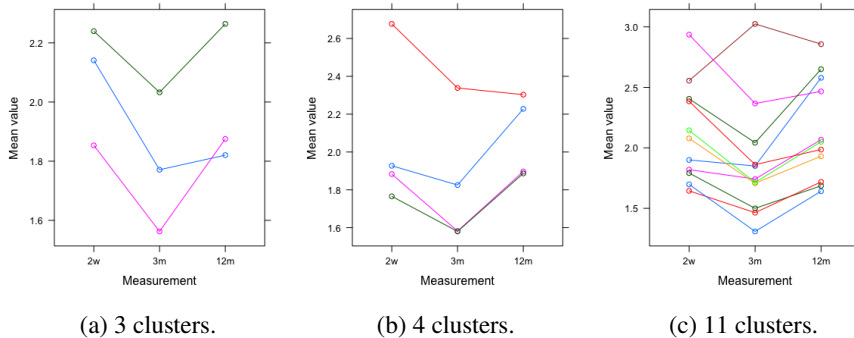 2.2
2.0
1.8
1.6
Mean value
2w
3m
12m
Measurement
(a) 3 clusters.
2.6
2.4
2.2
2.0
1.8
1.6
Mean value
2w
3m
12m
Measurement
(b) 4 clusters.
3.0
2.5
2.0
1.5
Mean value
2w
3m
12m
Measurement
(c) 11 clusters.